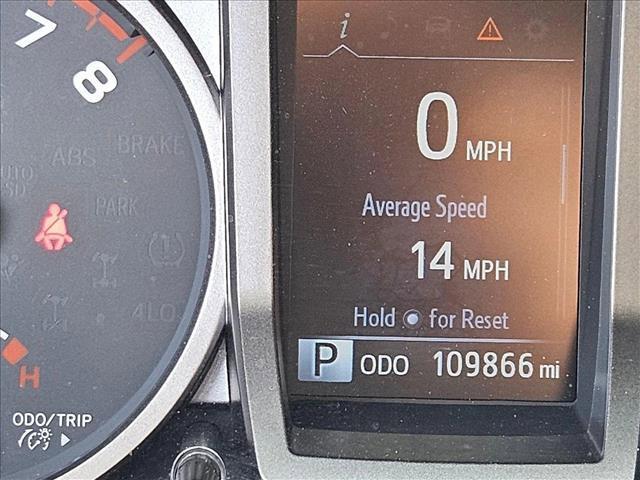 7
8
ABS
BRAKE
AUTO
PARK
4LO
H
ODO/TRIP
i
0 MPH
Average Speed
14 MPH
Hold for Reset
P ODO 109866 mi